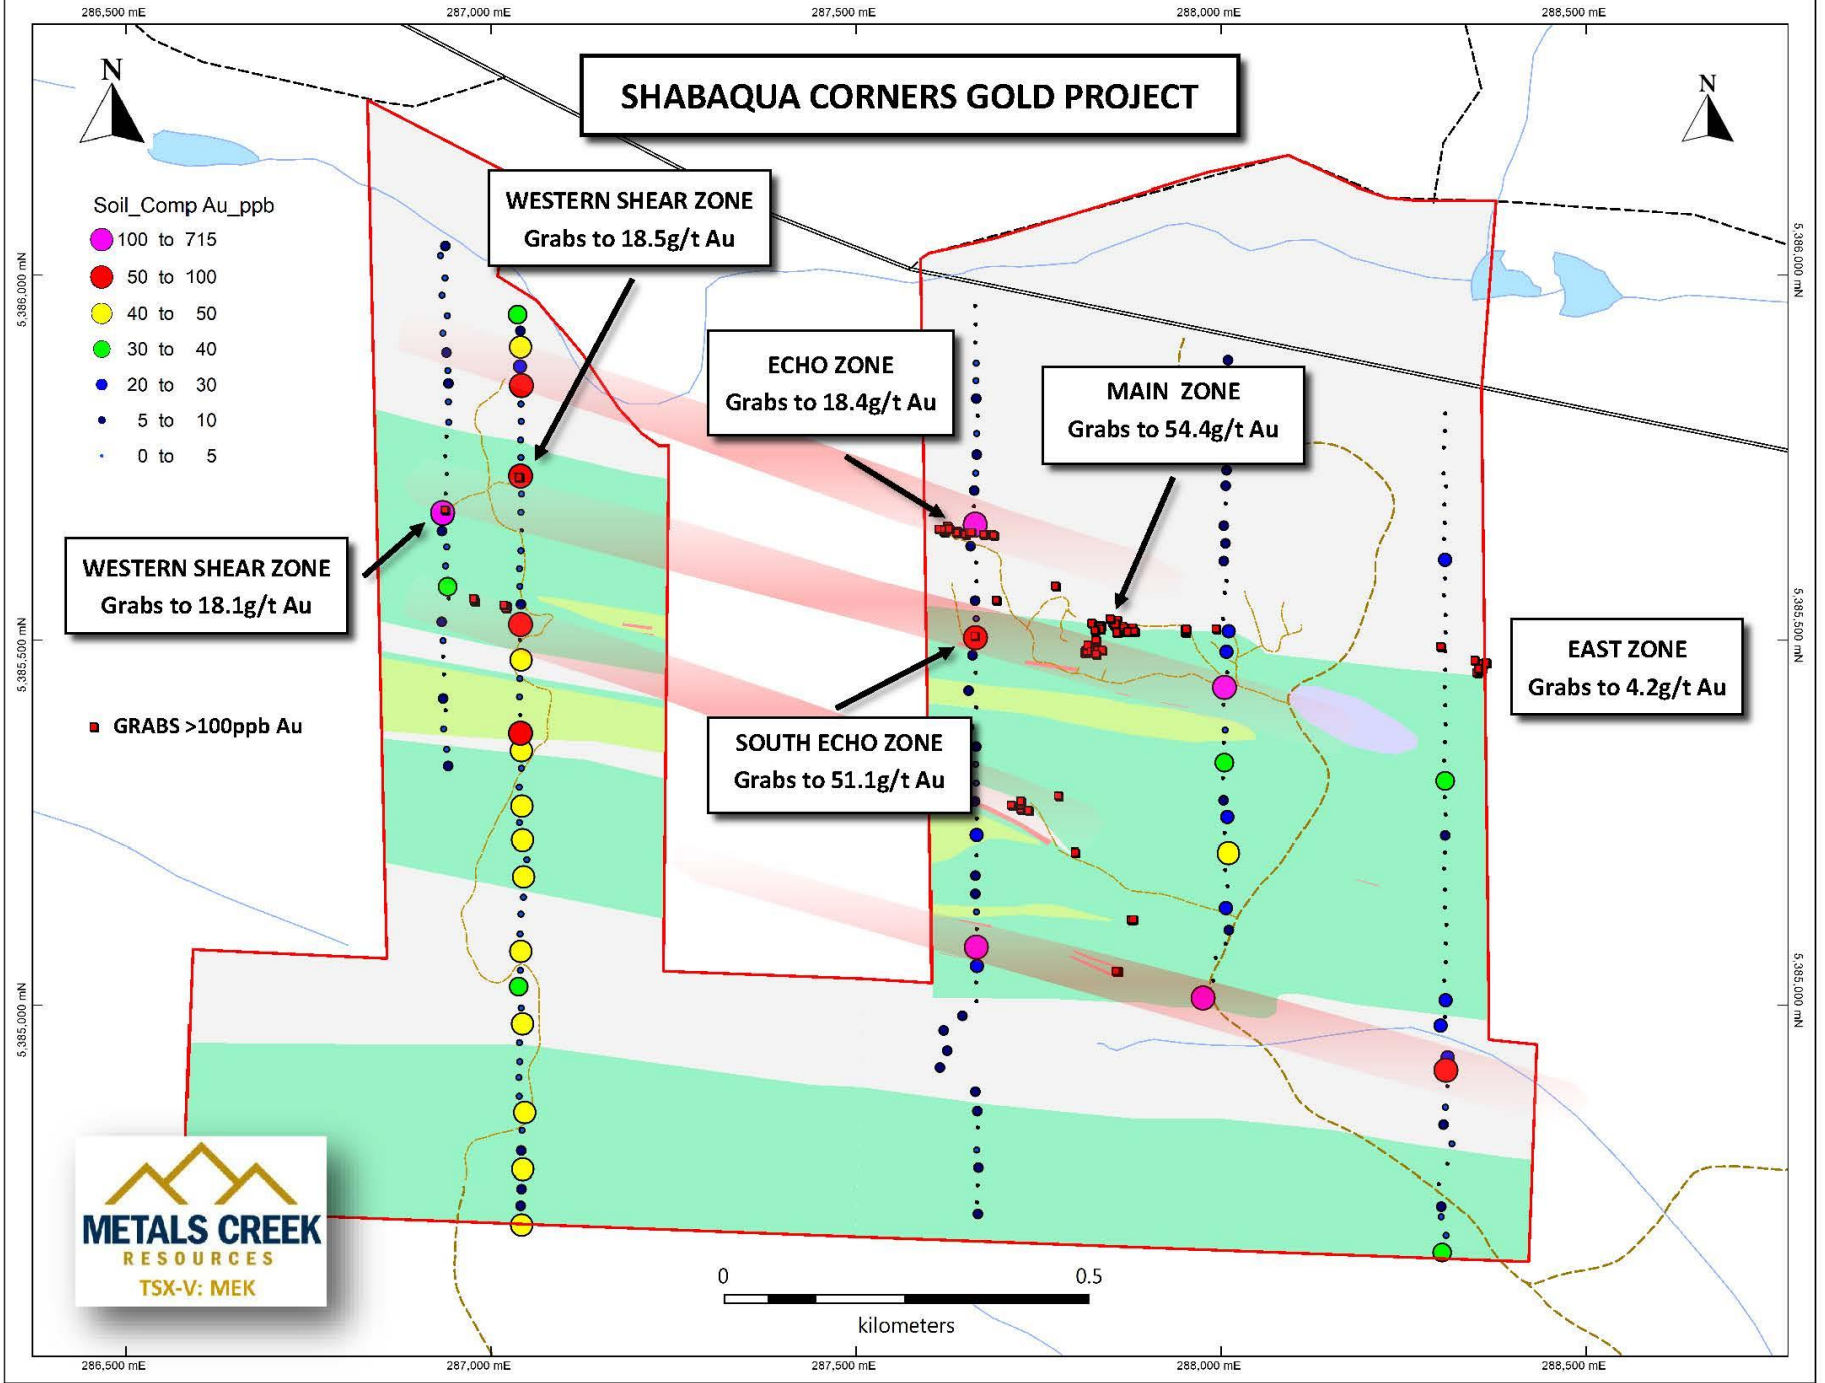 286,500 mE
287,000 mE
287,500 mE
288,000 mE
288,500 mE
N
SHABAQUA CORNERS GOLD PROJECT
N
Soil_Comp Au_ppb
100 to 715
50 to 100
40 to 50
30 to 40
20 to 30
5 to 10
0 to 5
WESTERN SHEAR ZONE
Grabs to 18.5g/t Au
5,386,000 mN
5,386,000 mN
ECHO ZONE
Grabs to 18.4g/t Au
MAIN ZONE
Grabs to 54.4g/t Au
WESTERN SHEAR ZONE
Grabs to 18.1g/t Au
5,385,500 mN
5,385,500 mN
EAST ZONE
Grabs to 4.2g/t Au
GRABS >100ppb Au
SOUTH ECHO ZONE
Grabs to 51.1g/t Au
5,385,000 mN
5,385,000 mN
METALS CREEK
RESOURCES
TSX-V: MEK
0
0.5
kilometers
286,500 mE
287,000 mE
287,500 mE
288,000 mE
288,500 mE